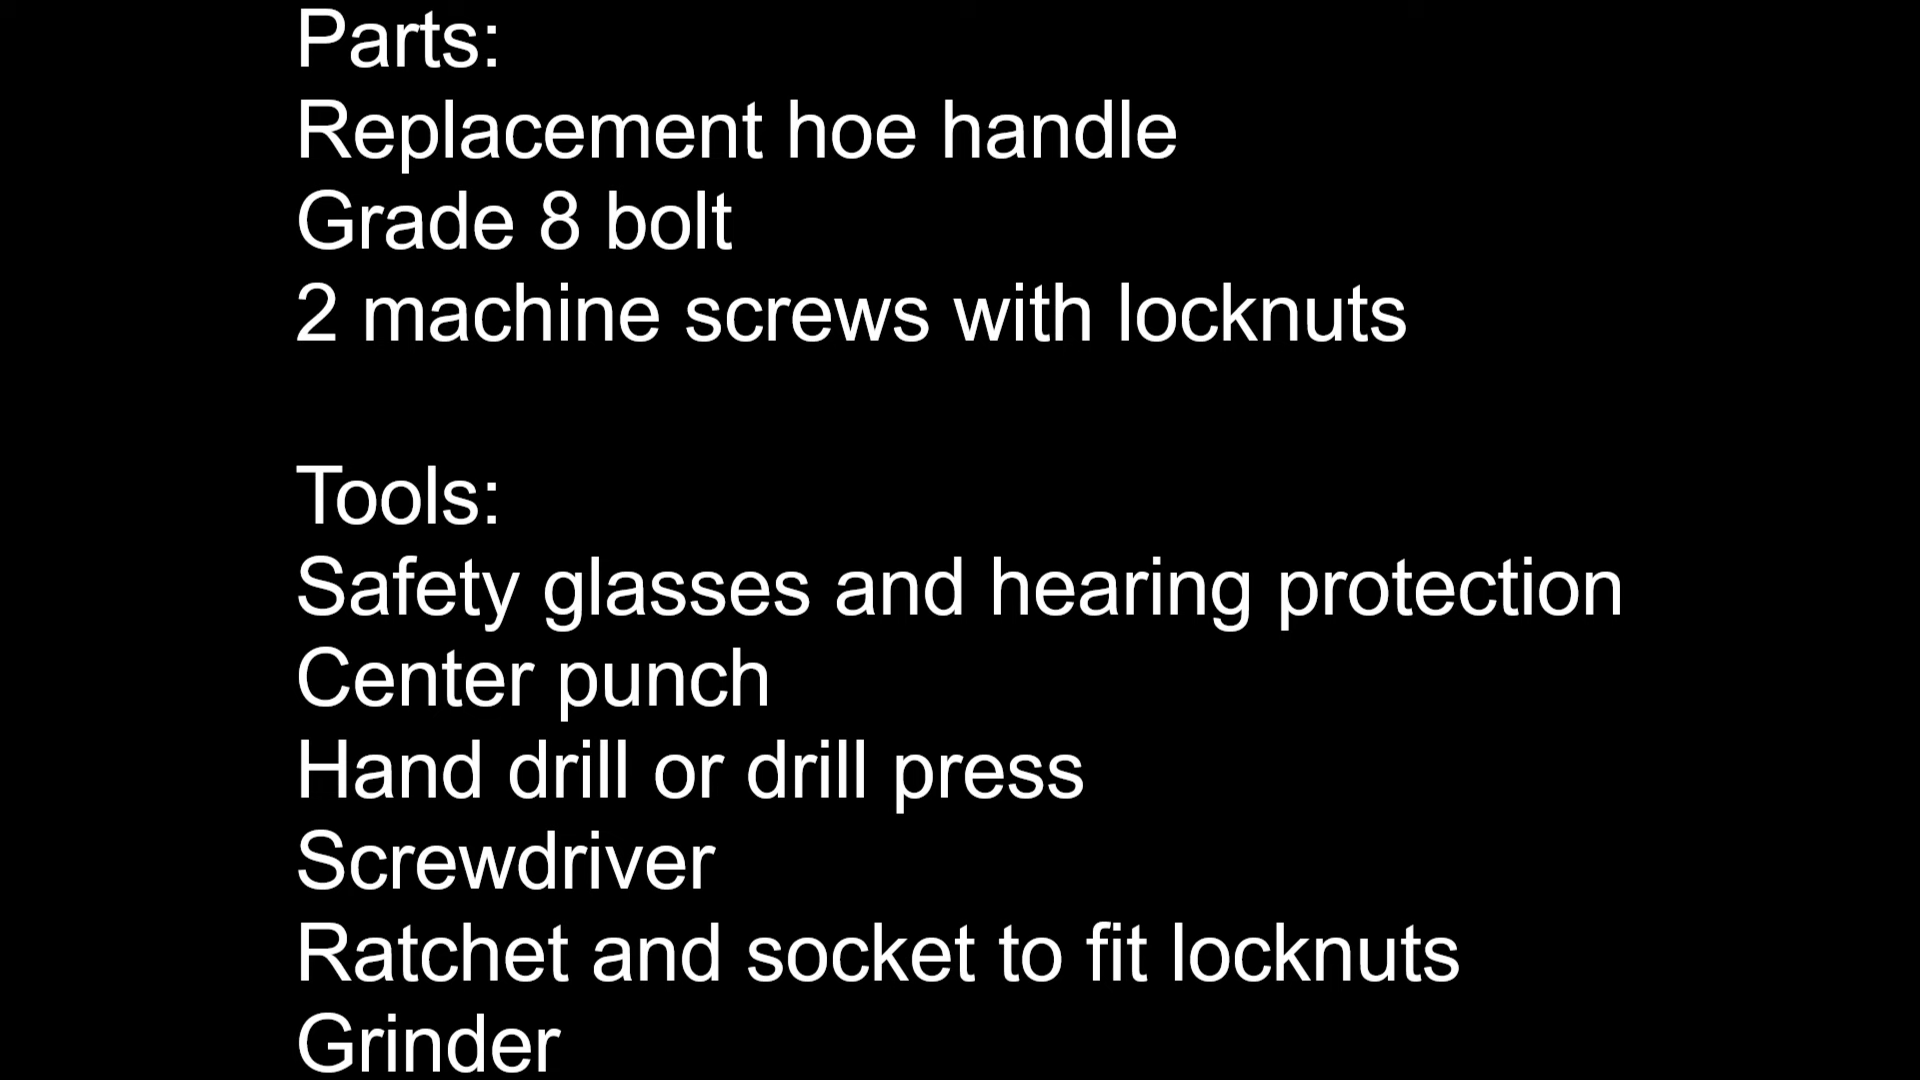 Parts:
Replacement hoe handle
Grade 8 bolt
2 machine screws with locknuts
Tools:
Safety glasses and hearing protection
Center punch
Hand drill or drill press
Screwdriver
Ratchet and socket to fit locknuts
Grinder